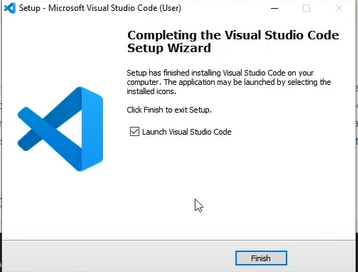 Setup - Microsoft Visual Studio Code (User)
Completing the Visual Studio Code
Setup Wizard
Setup has finished installing Visual Studio Code on your
computer. The application may be launched by selecting the
installed icons.
Click Finish to exit Setup.
Launch Visual Studio Code
Finish